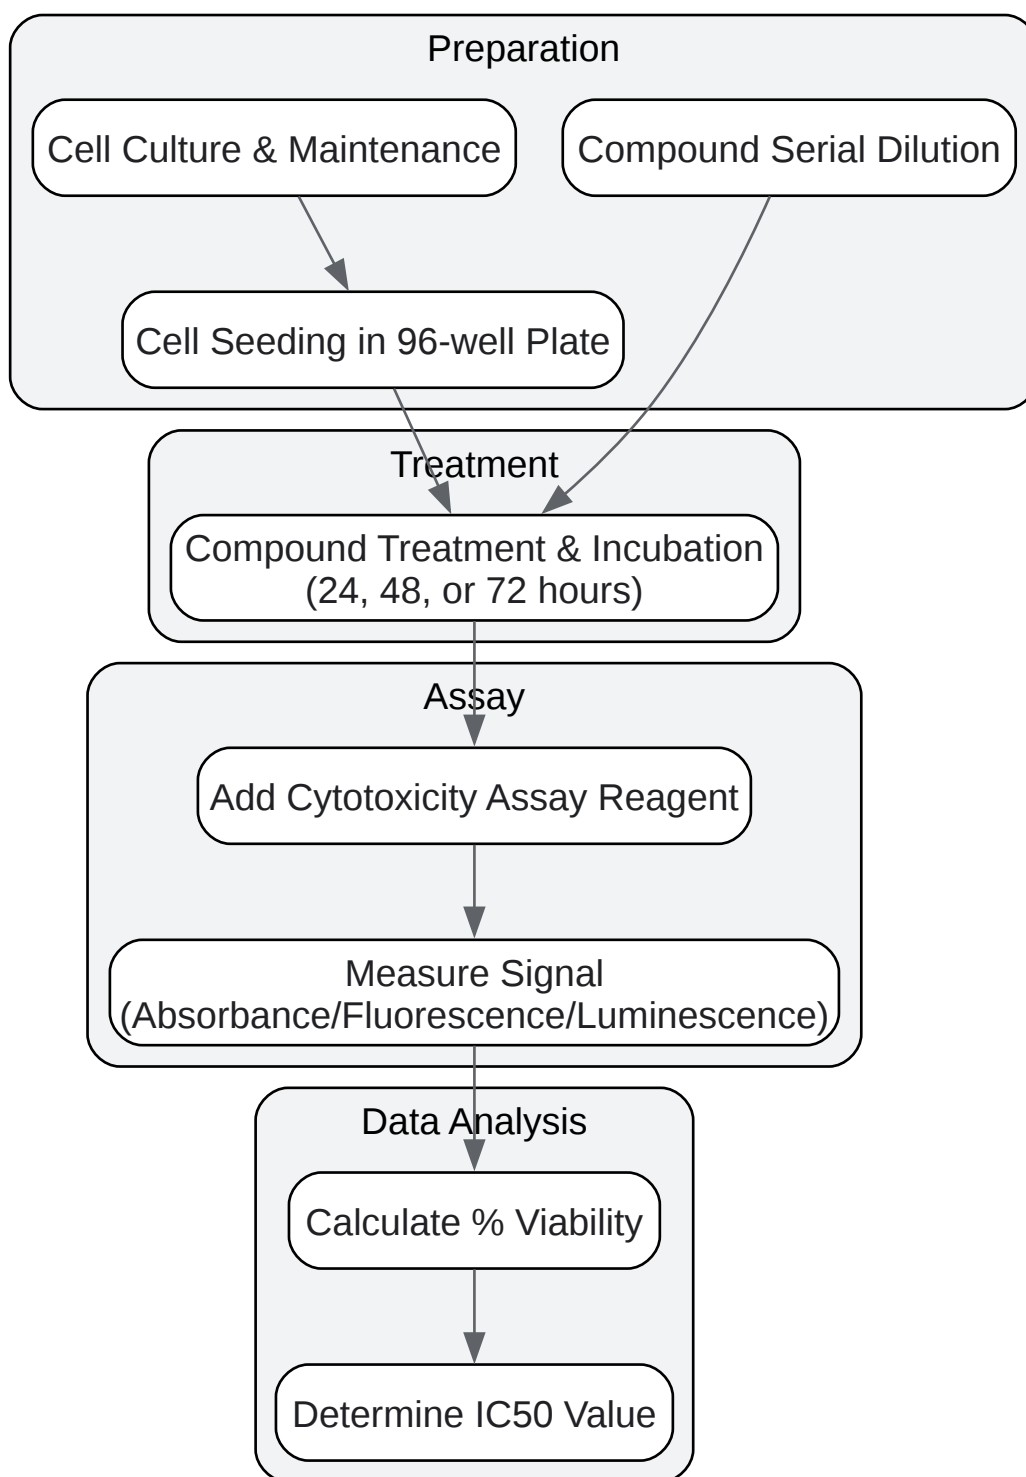 Preparation
Cell Culture & Maintenance
Compound Serial Dilution
Cell Seeding in 96-well Plate
Treatment
Compound Treatment & Incubation
(24, 48, or 72 hours)
Assay
Add Cytotoxicity Assay Reagent
Measure Signal
(Absorbance/Fluorescence/Luminescence)
Data Analysis
Calculate % Viability
Determine IC50 Value